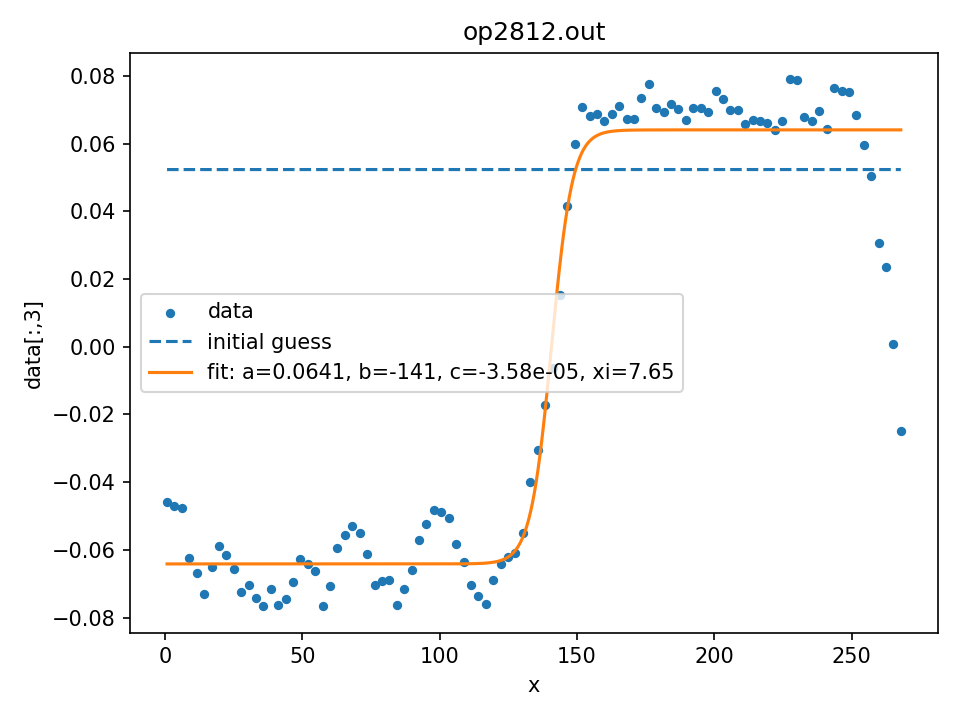 op2812.out
0.08
0.06
0.04
0.02
0.00
−0.02
−0.04
−0.06
−0.08
data[:,3]
data
initial guess
fit: a=0.0641, b=-141, c=-3.58e-05, xi=7.65
0 50 100 150 200 250
x